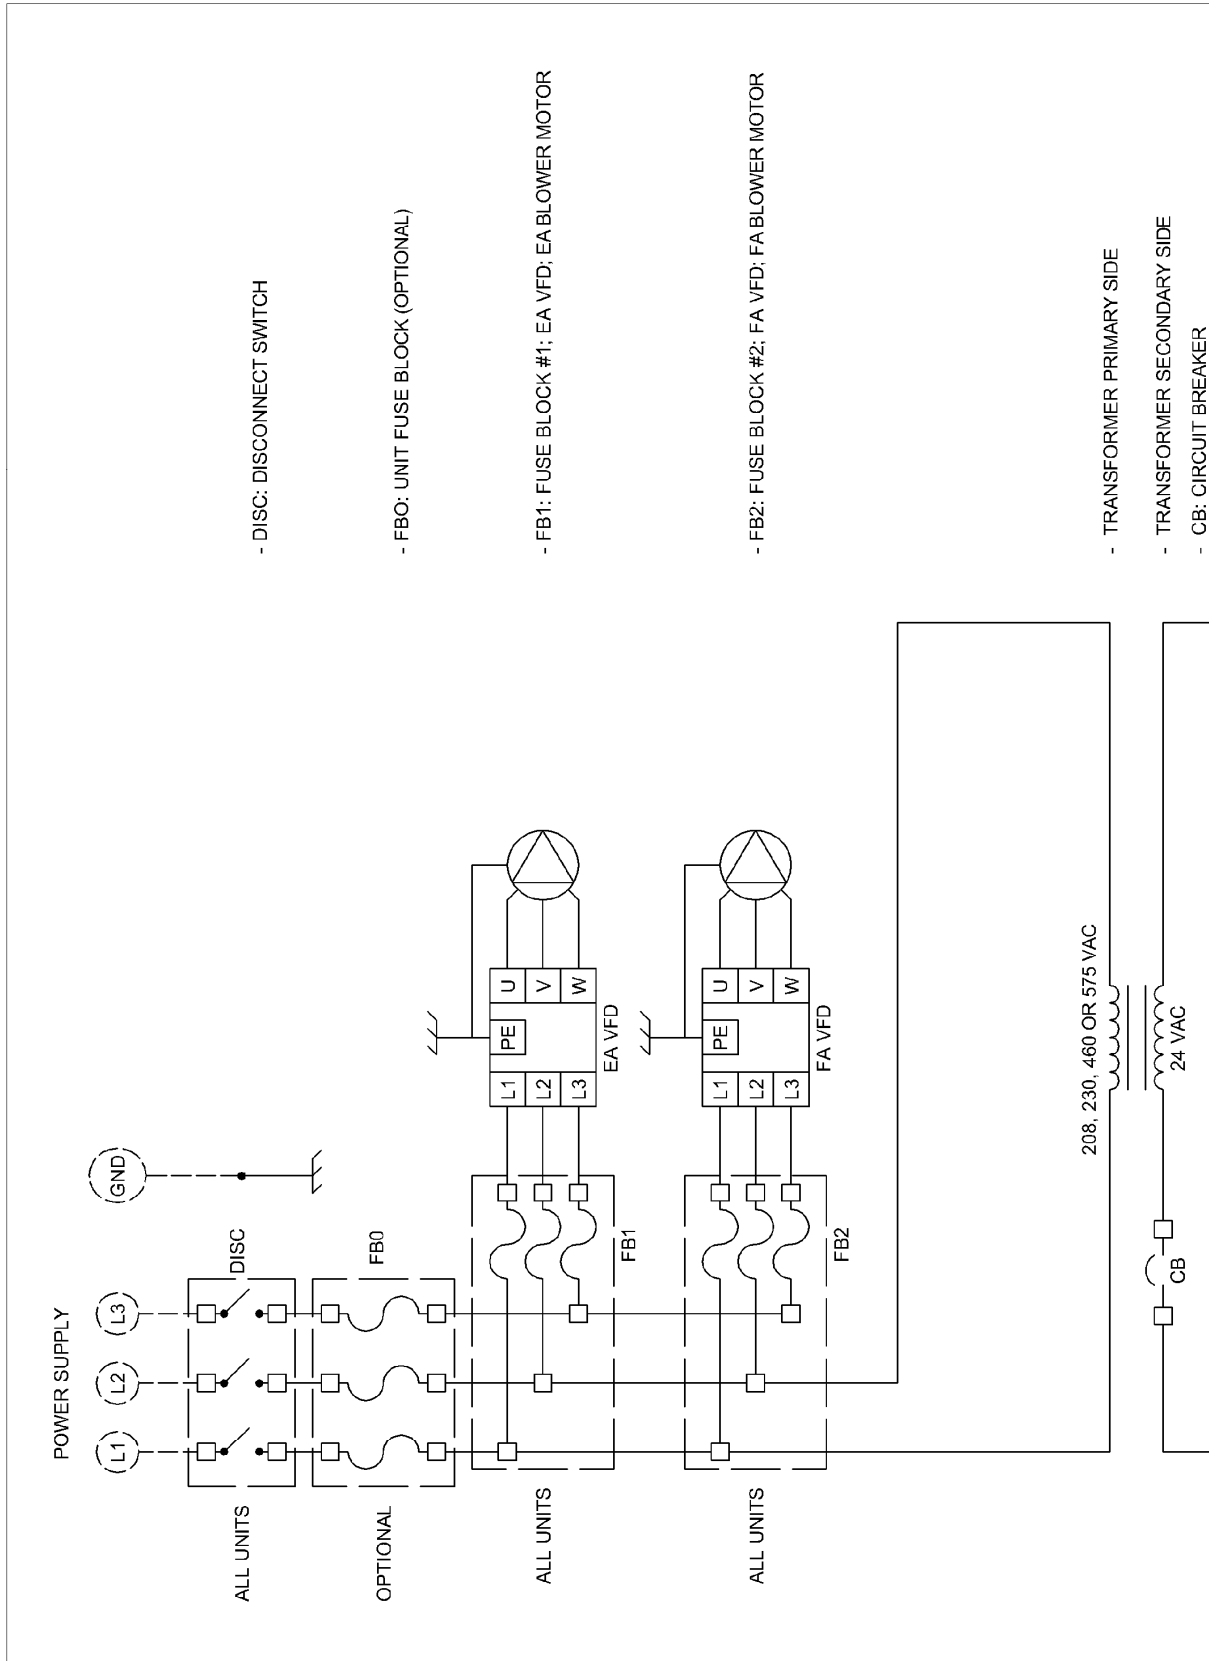 POWER SUPPLY
L1
L2
L3
GND
ALL UNITS
DISC
- DISC: DISCONNECT SWITCH
OPTIONAL
FB0
- FBO: UNIT FUSE BLOCK (OPTIONAL)
ALL UNITS
FB1
L1
L2
L3
PE
U
V
W
EA VFD
- FB1: FUSE BLOCK #1; EA VFD; EA BLOWER MOTOR
ALL UNITS
FB2
L1
L2
L3
PE
U
V
W
FA VFD
- FB2: FUSE BLOCK #2; FA VFD; FA BLOWER MOTOR
208, 230, 460 OR 575 VAC
- TRANSFORMER PRIMARY SIDE
24 VAC
- TRANSFORMER SECONDARY SIDE
CB
- CB: CIRCUIT BREAKER